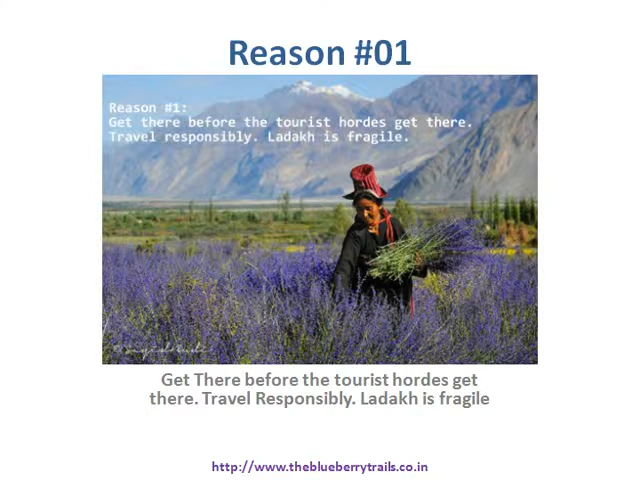 Reason #01
Reason #1:
Get there before the tourist hordes get there.
Travel responsibly. Ladakh is fragile.
Get There before the tourist hordes get
there. Travel Responsibly. Ladakh is fragile
http://www.theblueberrytrails.co.in